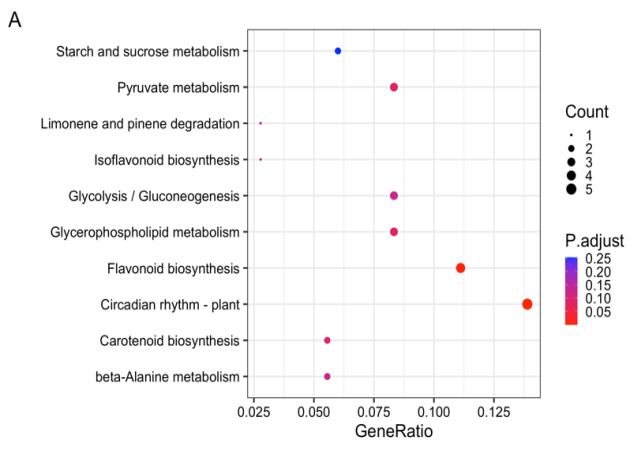 A
Starch and sucrose metabolism
Pyruvate metabolism
Limonene and pinene degradation
Isoflavonoid biosynthesis
Glycolysis / Gluconeogenesis
Glycerophospholipid metabolism
Flavonoid biosynthesis
Circadian rhythm - plant
Carotenoid biosynthesis
beta-Alanine metabolism
0.025 0.050 0.075 0.100 0.125
GeneRatio
Count
1
2
3
4
5
P.adjust
0.25
0.20
0.15
0.10
0.05